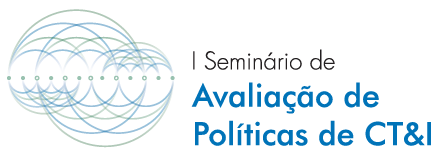 I Seminário de
Avaliação de
Políticas de CT&I